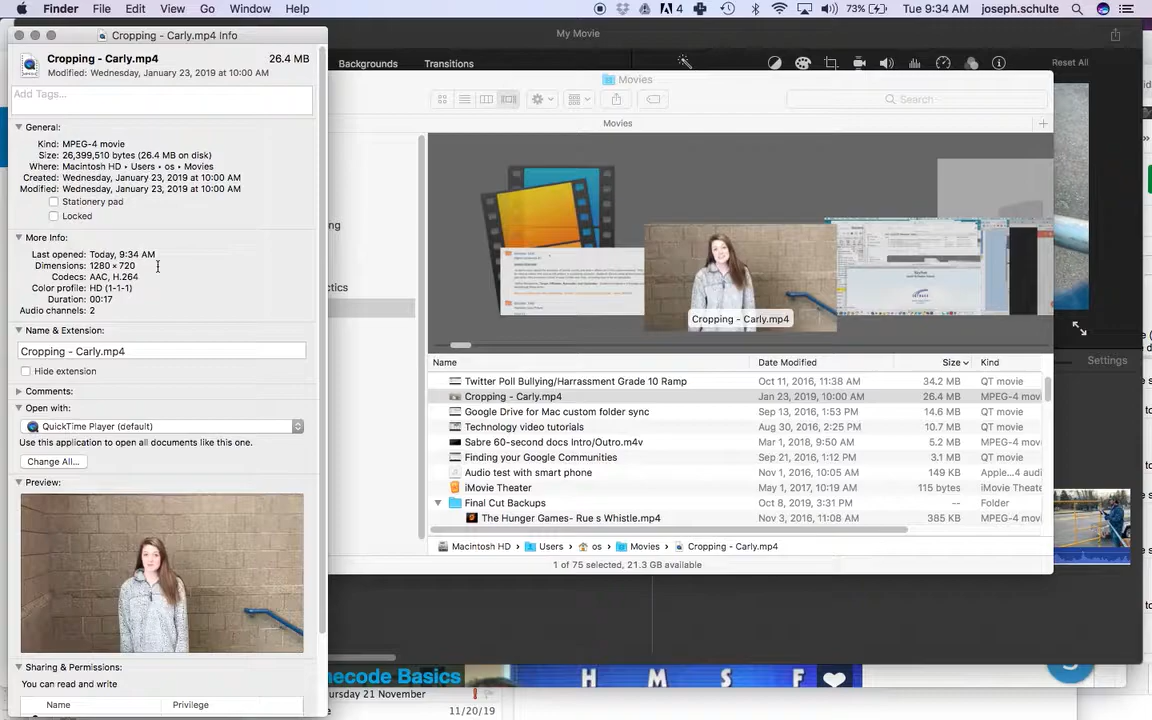 Finder File Edit View Go Window Help 4 73% Tue 9:34 AM joseph.schulte
Cropping - Carly.mp4 Info
Cropping - Carly.mp4 26.4 MB
Modified: Wednesday, January 23, 2019 at 10:00 AM
Add Tags...
General:
Kind: MPEG-4 movie
Size: 26,399,510 bytes (26.4 MB on disk)
Where: Macintosh HD • Users • os • Movies
Created: Wednesday, January 23, 2019 at 10:00 AM
Modified: Wednesday, January 23, 2019 at 10:00 AM
Stationery pad
Locked
More Info:
Last opened: Today, 9:34 AM
Dimensions: 1280 × 720
Codecs: AAC, H.264
Color profile: HD (1-1-1)
Duration: 00:17
Audio channels: 2
Name & Extension:
Cropping - Carly.mp4
Hide extension
Comments:
Open with:
QuickTime Player (default)
Use this application to open all documents like this one.
Change All...
Preview:
Sharing & Permissions:
You can read and write
Name Privilege
My Movie
Backgrounds Transitions Reset All
Movies
Search
Movies
ng
ctics
Cropping - Carly.mp4
Settings
Name Date Modified Size Kind
Twitter Poll Bullying/Harrassment Grade 10 Ramp Oct 11, 2016, 11:38 AM 34.2 MB QT movie
Cropping - Carly.mp4 Jan 23, 2019, 10:00 AM 26.4 MB MPEG-4 mov
Google Drive for Mac custom folder sync Sep 13, 2016, 1:53 PM 14.6 MB QT movie
Technology video tutorials Aug 30, 2016, 2:25 PM 10.7 MB QT movie
Sabre 60-second docs Intro/Outro.m4v Mar 1, 2018, 9:50 AM 5.2 MB MPEG-4 mov
Finding your Google Communities Sep 21, 2016, 1:12 PM 3.1 MB QT movie
Audio test with smart phone Nov 1, 2016, 10:05 AM 149 KB Apple...4 audi
iMovie Theater May 1, 2017, 10:19 AM 115 bytes iMovie Theate
Final Cut Backups Oct 8, 2019, 3:31 PM -- Folder
The Hunger Games- Rue s Whistle.mp4 Nov 3, 2016, 11:08 AM 385 KB MPEG-4 mov
Macintosh HD › Users › os › Movies › Cropping - Carly.mp4
1 of 75 selected, 21.3 GB available
necode Basics
H M S F
ursday 21 November
11/20/19